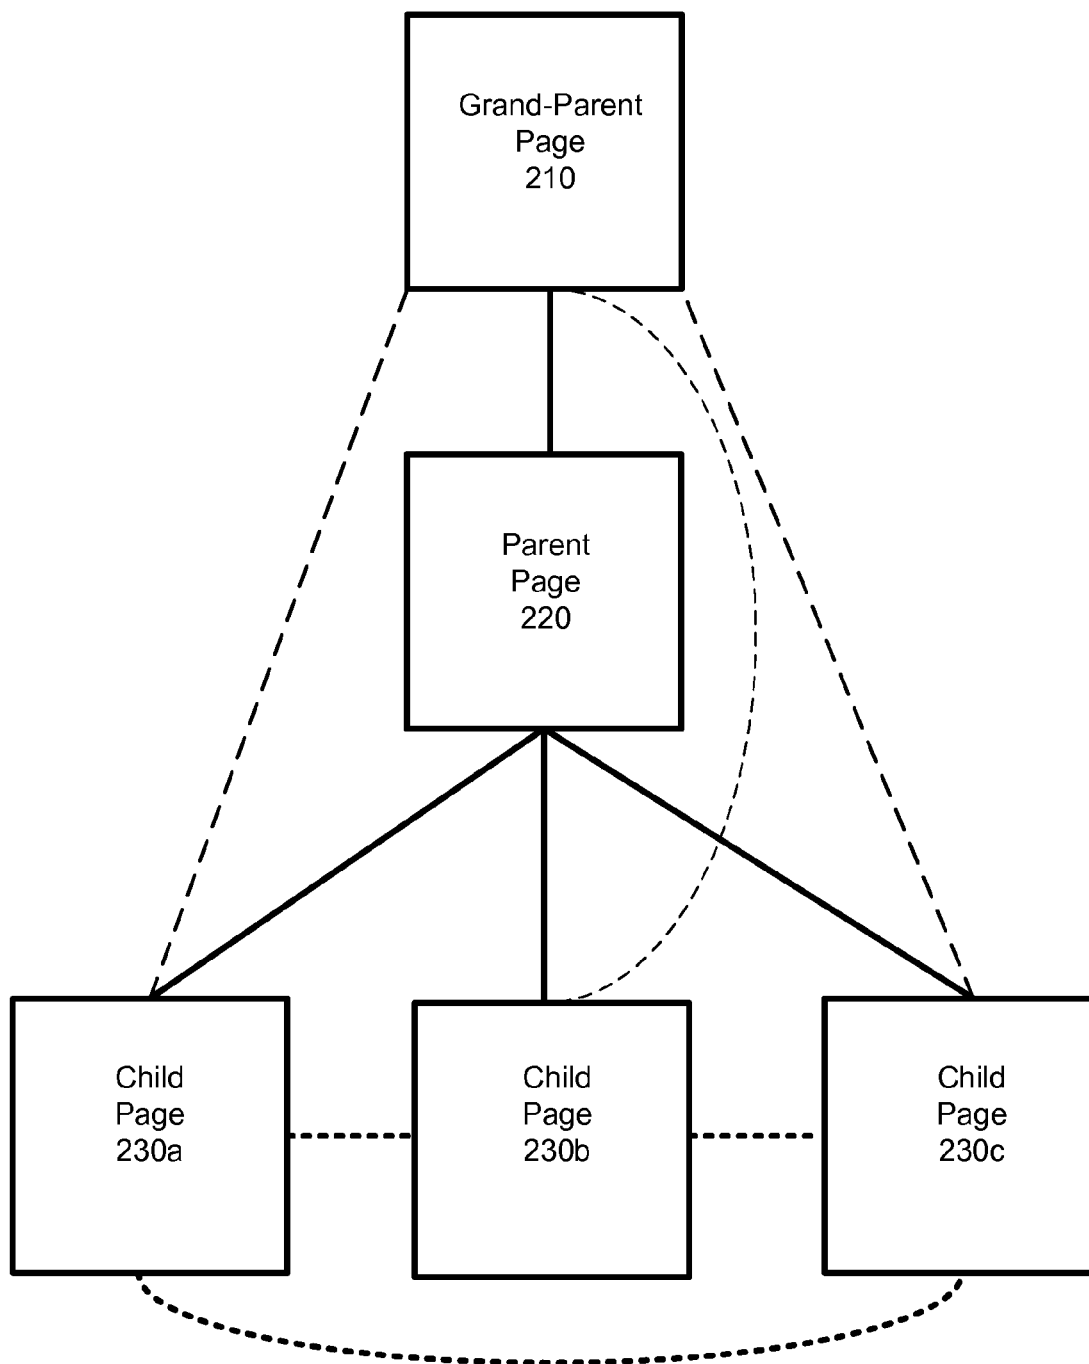 Grand-Parent
Page
210
Parent
Page
220
Child
Page
230a
Child
Page
230b
Child
Page
230c